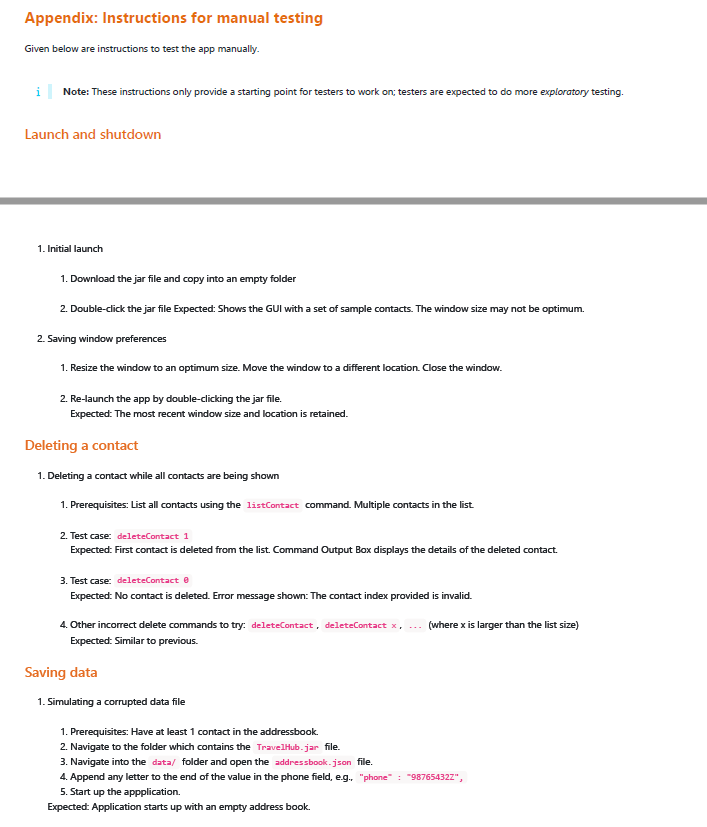 Appendix: Instructions for manual testing
Given below are instructions to test the app manually.
i Note: These instructions only provide a starting point for testers to work on; testers are expected to do more exploratory testing.
Launch and shutdown
1. Initial launch
1. Download the jar file and copy into an empty folder
2. Double-click the jar file Expected: Shows the GUI with a set of sample contacts. The window size may not be optimum.
2. Saving window preferences
1. Resize the window to an optimum size. Move the window to a different location. Close the window.
2. Re-launch the app by double-clicking the jar file.
Expected: The most recent window size and location is retained.
Deleting a contact
1. Deleting a contact while all contacts are being shown
1. Prerequisites: List all contacts using the listContact command. Multiple contacts in the list.
2. Test case: deleteContact 1
Expected: First contact is deleted from the list. Command Output Box displays the details of the deleted contact.
3. Test case: deleteContact 0
Expected: No contact is deleted. Error message shown: The contact index provided is invalid.
4. Other incorrect delete commands to try: deleteContact, deleteContact x, ... (where x is larger than the list size)
Expected: Similar to previous.
Saving data
1. Simulating a corrupted data file
1. Prerequisites: Have at least 1 contact in the addressbook.
2. Navigate to the folder which contains the TravelHub.jar file.
3. Navigate into the data/ folder and open the addressbook.json file.
4. Append any letter to the end of the value in the phone field, e.g., "phone" : "98765432Z",
5. Start up the appplication.
Expected: Application starts up with an empty address book.